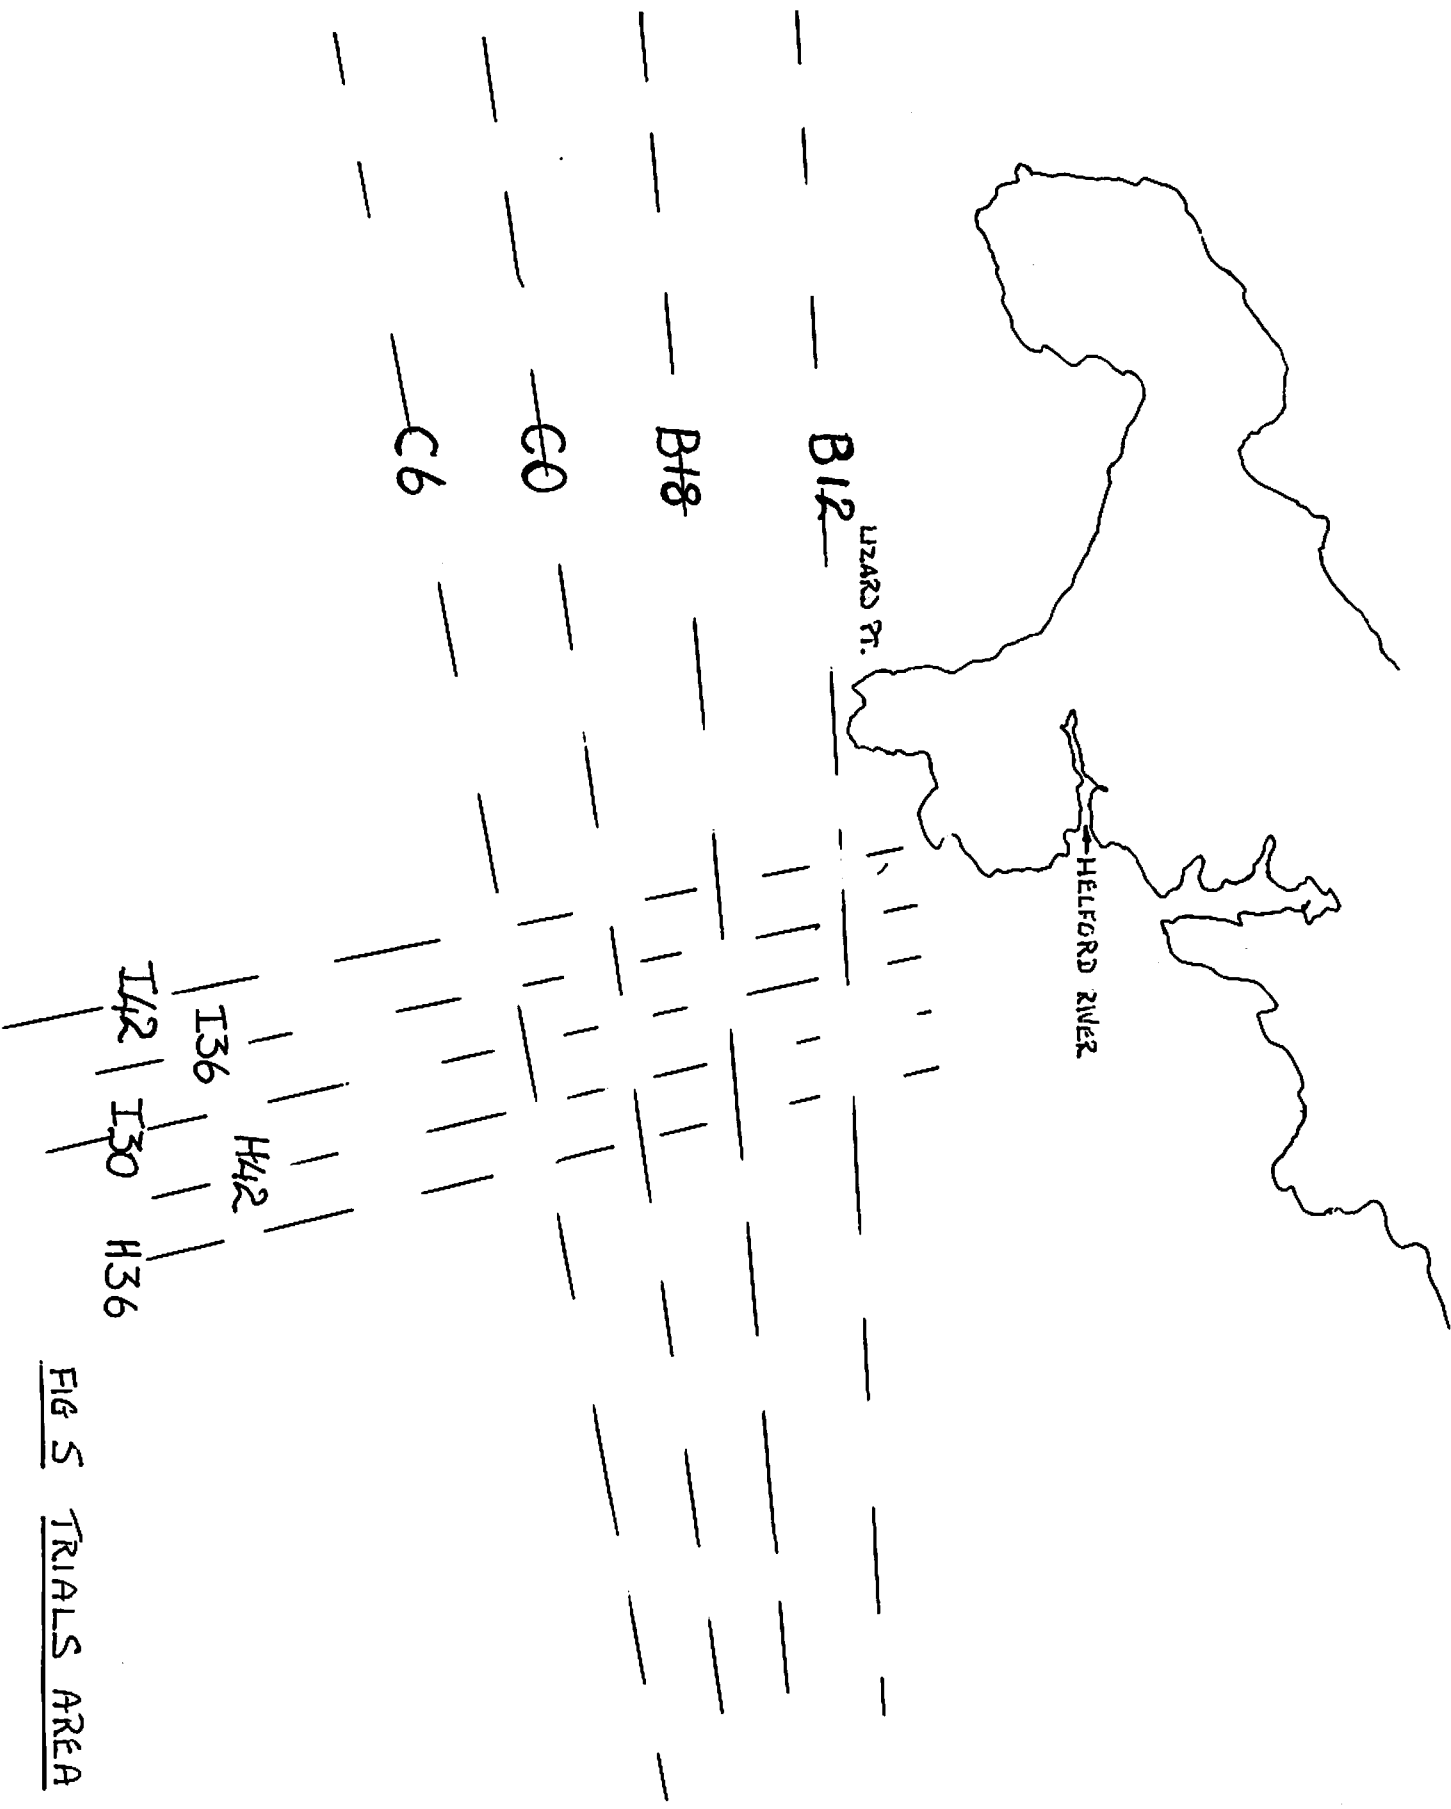 HELFORD RIVER
LIZARD PT.
B12
B18
C0
C6
I42
I36
I30
H42
H36
FIG 5 TRIALS AREA